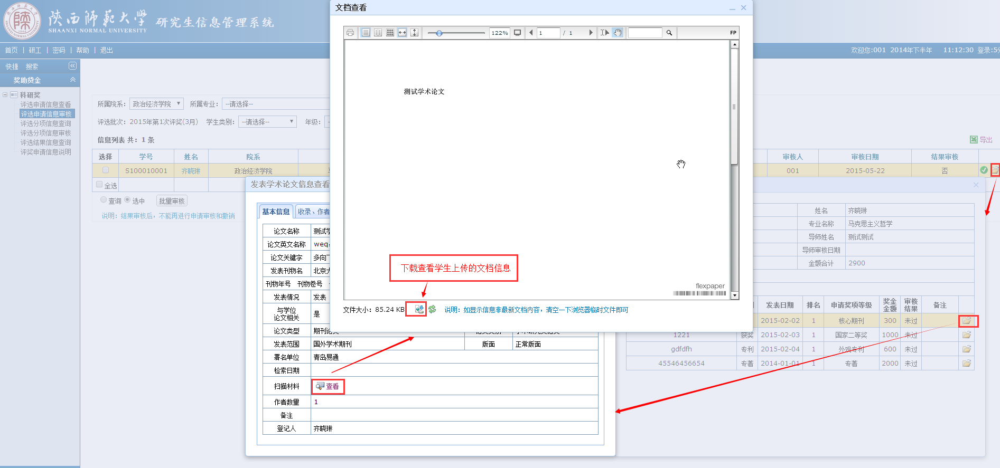 陕西师范大学 研究生信息管理系统
SHAANXI NORMAL UNIVERSITY
首页 | 研工 | 密码 | 帮助 | 退出
欢迎您:001 2014年下半年 11:12:30 登录:5
快捷 搜索
奖助贷金
科研奖
评选申请信息查看
评选申请信息审核
评选分项信息查询
评选分项信息审核
评选结果信息查询
评奖申请信息说明
所属院系: 政治经济学院 所属专业: --请选择--
评选批次: 2015年第1次评奖(3月) 学生类别: --请选择-- 年级:
信息列表 共: 1 条
导出
选择 学号 姓名 院系 审核人 审核日期 结果审核
S100010001 齐晓琳 政治经济学院 001 2015-05-22 否
全选
查询 选中 批量审核
说明: 结果审核后, 不能再进行申请审核和撤销
文档查看
122% 1 / 1 FP
测试学术论文
下载查看学生上传的文档信息
flexpaper
文件大小: 85.24 KB 说明: 如显示信息非最新文档内容, 清空一下浏览器临时文件即可
发表学术论文信息查看
基本信息 收录、作者
论文名称 测试学
论文英文名称 weq
论文关键字 多向
发表刊物名 北京
刊物年号 刊物卷号
发表情况 发表
与学位
论文相关 是
论文类型 期刊论文
发表范围 国外学术期刊 版面 正常版面
署名单位 青岛易通
检索日期
扫描材料 查看
作者数量 1
备注
登记人 齐晓琳
姓名 齐晓琳
专业名称 马克思主义哲学
导师姓名 测试测试
导师审核日期
金额合计 2900
发表日期 排名 申请奖项等级 奖金金额 审核结果 备注
2015-02-02 1 核心期刊 300 未过
1221 获奖 2015-02-03 1 国家二等奖 1000 未过
gdfdfh 专利 2015-02-04 1 外观专利 600 未过
45546456654 专著 2014-01-01 1 专著 2000 未过